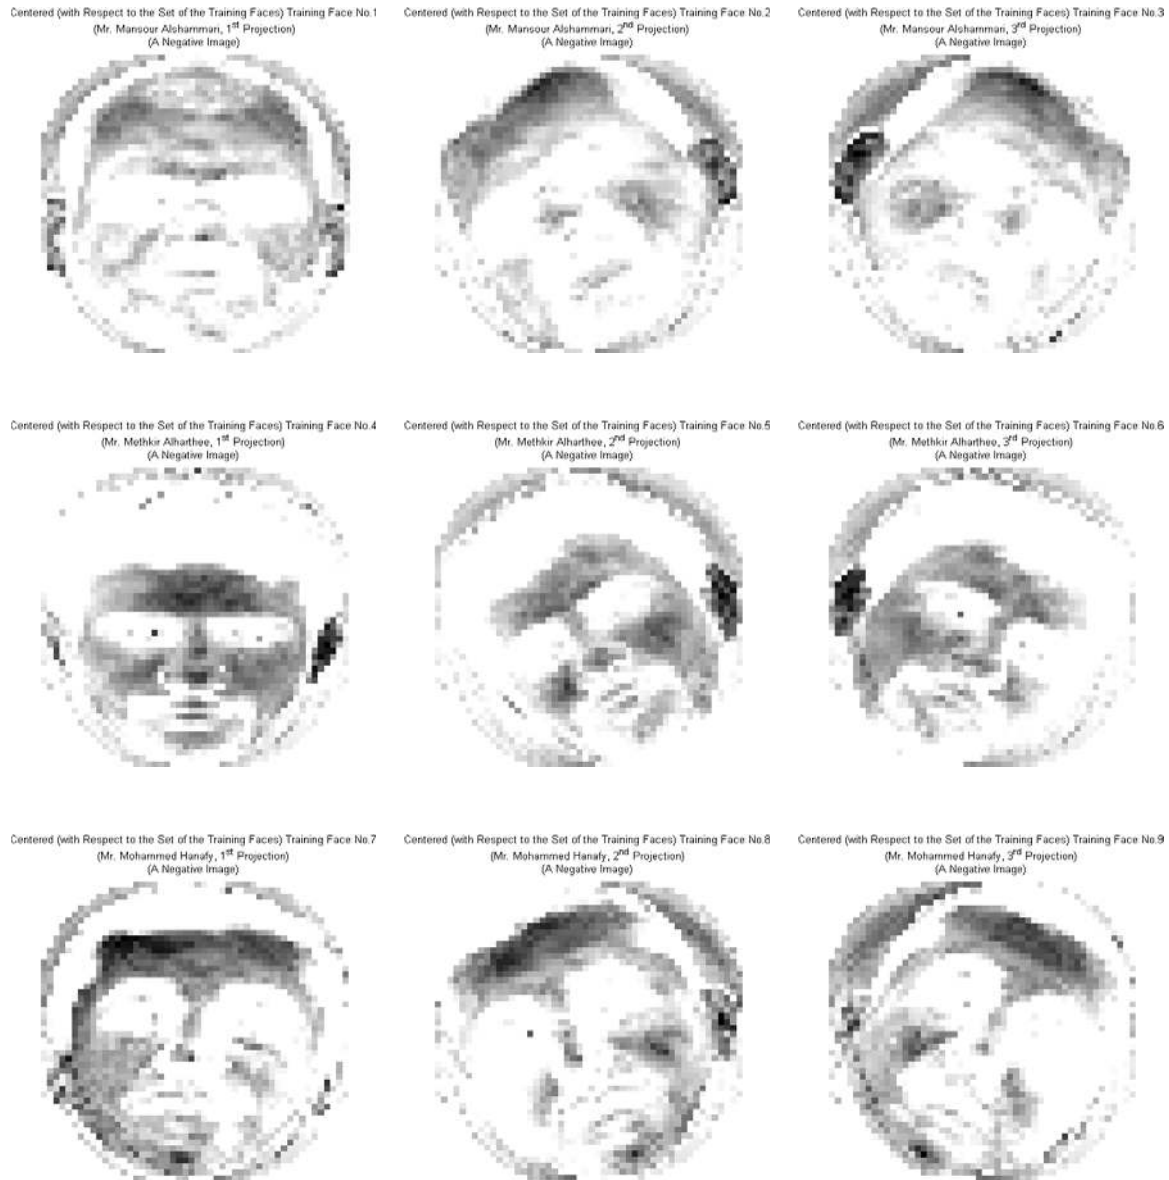 Centered (with Respect to the Set of the Training Faces) Training Face No.1
(Mr. Mansour Alshammari, 1st Projection)
(A Negative Image)
Centered (with Respect to the Set of the Training Faces) Training Face No.2
(Mr. Mansour Alshammari, 2nd Projection)
(A Negative Image)
Centered (with Respect to the Set of the Training Faces) Training Face No.3
(Mr. Mansour Alshammari, 3rd Projection)
(A Negative Image)
Centered (with Respect to the Set of the Training Faces) Training Face No.4
(Mr. Methkir Alharthee, 1st Projection)
(A Negative Image)
Centered (with Respect to the Set of the Training Faces) Training Face No.5
(Mr. Methkir Alharthee, 2nd Projection)
(A Negative Image)
Centered (with Respect to the Set of the Training Faces) Training Face No.6
(Mr. Methkir Alharthee, 3rd Projection)
(A Negative Image)
Centered (with Respect to the Set of the Training Faces) Training Face No.7
(Mr. Mohammed Hanafy, 1st Projection)
(A Negative Image)
Centered (with Respect to the Set of the Training Faces) Training Face No.8
(Mr. Mohammed Hanafy, 2nd Projection)
(A Negative Image)
Centered (with Respect to the Set of the Training Faces) Training Face No.9
(Mr. Mohammed Hanafy, 3rd Projection)
(A Negative Image)